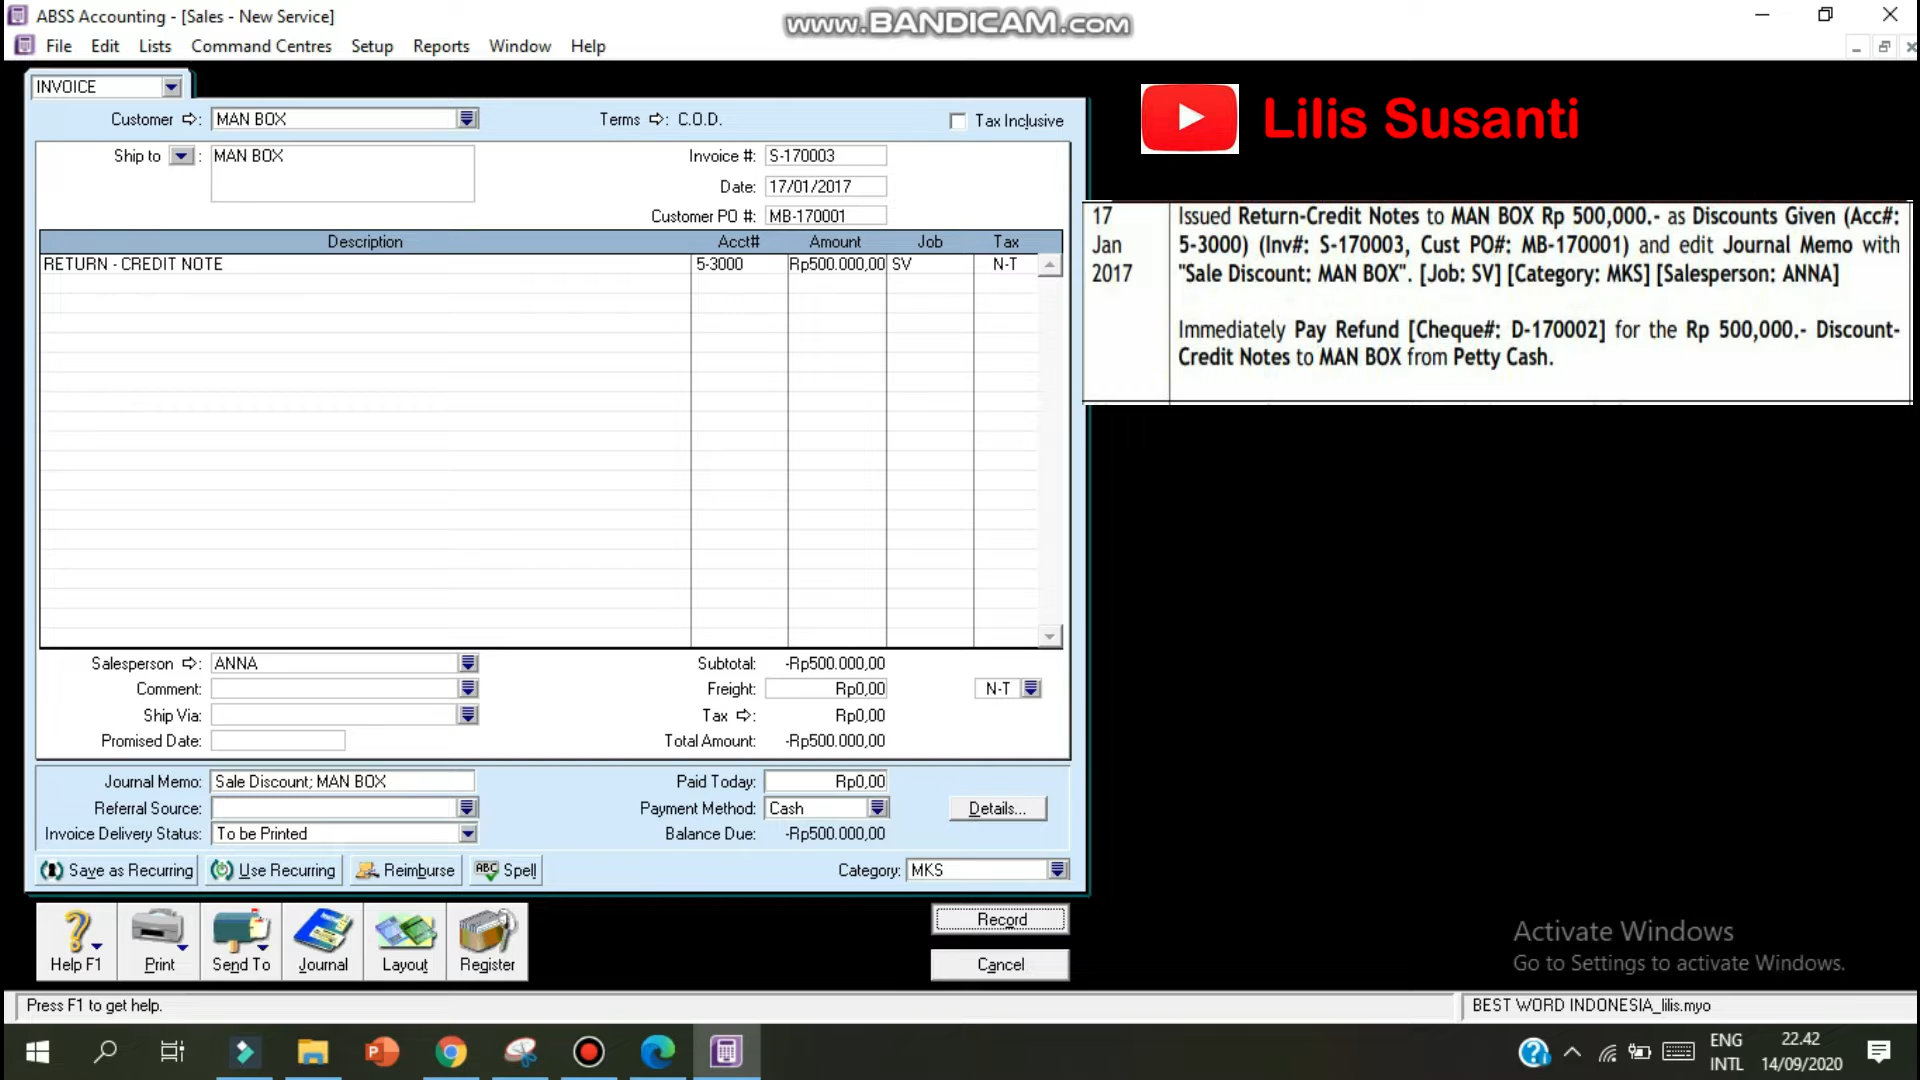 ABSS Accounting - [Sales - New Service]
www.BANDICAM.com
File Edit Lists Command Centres Setup Reports Window Help
INVOICE
Customer : MAN BOX
Terms : C.O.D.
Tax Inclusive
Ship to : MAN BOX
Invoice #: S-170003
Date: 17/01/2017
Customer PO #: MB-170001
Description Acct# Amount Job Tax
RETURN - CREDIT NOTE 5-3000 Rp500.000,00 SV N-T
Salesperson : ANNA
Subtotal: -Rp500.000,00
Comment:
Freight: Rp0,00 N-T
Ship Via:
Tax : Rp0,00
Promised Date:
Total Amount: -Rp500.000,00
Journal Memo: Sale Discount; MAN BOX
Paid Today: Rp0,00
Referral Source:
Payment Method: Cash
Details...
Invoice Delivery Status: To be Printed
Balance Due: -Rp500.000,00
Save as Recurring Use Recurring Reimburse ABC Spell
Category: MKS
Help F1 Print Send To Journal Layout Register
Record
Cancel
Lilis Susanti
17
Jan
2017
Issued Return-Credit Notes to MAN BOX Rp 500,000.- as Discounts Given (Acc#:
5-3000) (Inv#: S-170003, Cust PO#: MB-170001) and edit Journal Memo with
"Sale Discount: MAN BOX". [Job: SV] [Category: MKS] [Salesperson: ANNA]
Immediately Pay Refund [Cheque#: D-170002] for the Rp 500,000.- Discount-
Credit Notes to MAN BOX from Petty Cash.
Activate Windows
Go to Settings to activate Windows.
Press F1 to get help.
BEST WORD INDONESIA_lilis.myo
ENG
INTL
22.42
14/09/2020